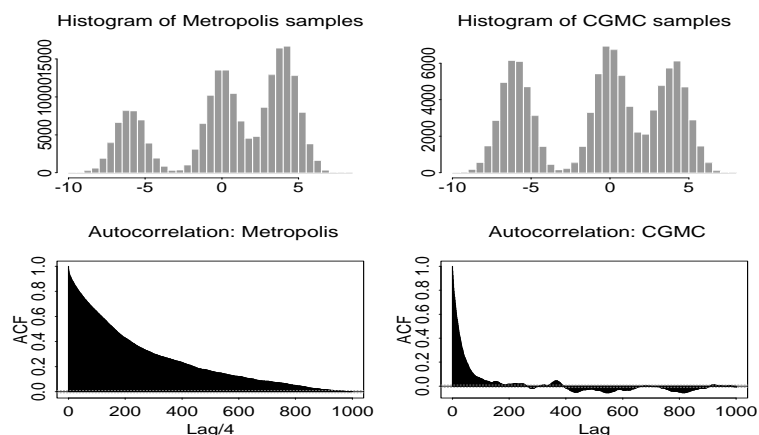 Histogram of Metropolis samples
0 5000 10000 15000
-10 -5 0 5
Histogram of CGMC samples
0 2000 4000 6000
-10 -5 0 5
Autocorrelation: Metropolis
ACF
0.0 0.2 0.4 0.6 0.8 1.0
0 200 400 600 800 1000
Lag/4
Autocorrelation: CGMC
ACF
0.0 0.2 0.4 0.6 0.8 1.0
0 200 400 600 800 1000
Lag